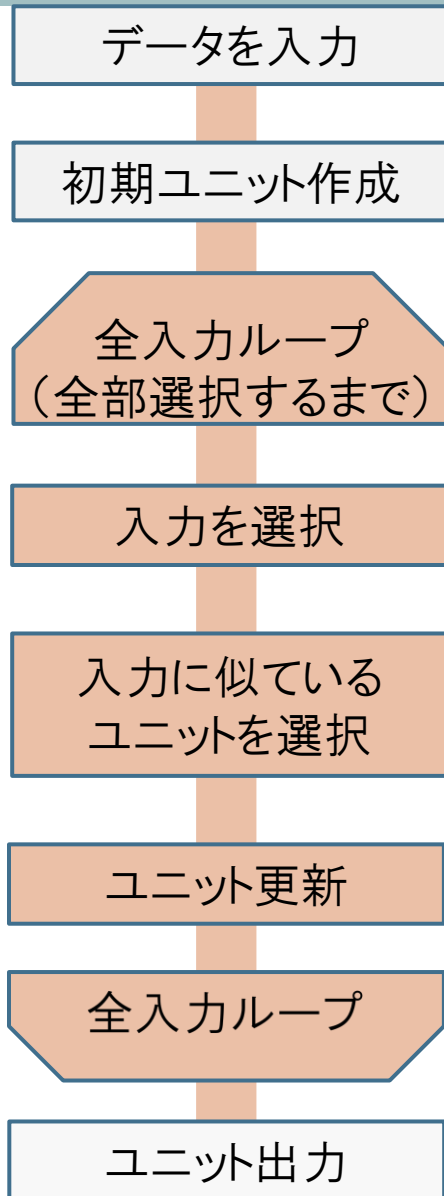 データを入力
初期ユニット作成
全入力ループ
（全部選択するまで）
入力を選択
入力に似ている
ユニットを選択
ユニット更新
全入力ループ
ユニット出力